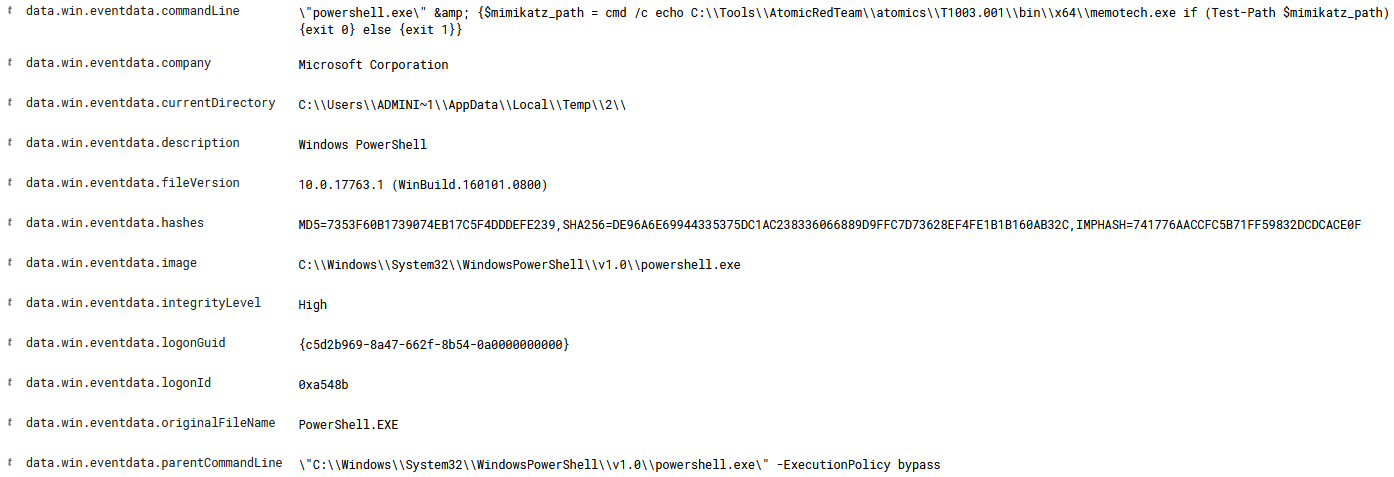 t data.win.eventdata.commandLine \"powershell.exe\" &amp; {$mimikatz_path = cmd /c echo C:\\Tools\\AtomicRedTeam\\atomics\\T1003.001\\bin\\x64\\memotech.exe if (Test-Path $mimikatz_path)
{exit 0} else {exit 1}}
t data.win.eventdata.company Microsoft Corporation
t data.win.eventdata.currentDirectory C:\\Users\\ADMINI~1\\AppData\\Local\\Temp\\2\\
t data.win.eventdata.description Windows PowerShell
t data.win.eventdata.fileVersion 10.0.17763.1 (WinBuild.160101.0800)
t data.win.eventdata.hashes MD5=7353F60B1739074EB17C5F4DDDEFE239,SHA256=DE96A6E69944335375DC1AC238336066889D9FFC7D73628EF4FE1B1B160AB32C,IMPHASH=741776AACCFC5B71FF59832DCDCACE0F
t data.win.eventdata.image C:\\Windows\\System32\\WindowsPowerShell\\v1.0\\powershell.exe
t data.win.eventdata.integrityLevel High
t data.win.eventdata.logonGuid {c5d2b969-8a47-662f-8b54-0a0000000000}
t data.win.eventdata.logonId 0xa548b
t data.win.eventdata.originalFileName PowerShell.EXE
t data.win.eventdata.parentCommandLine \"C:\\Windows\\System32\\WindowsPowerShell\\v1.0\\powershell.exe\" -ExecutionPolicy bypass